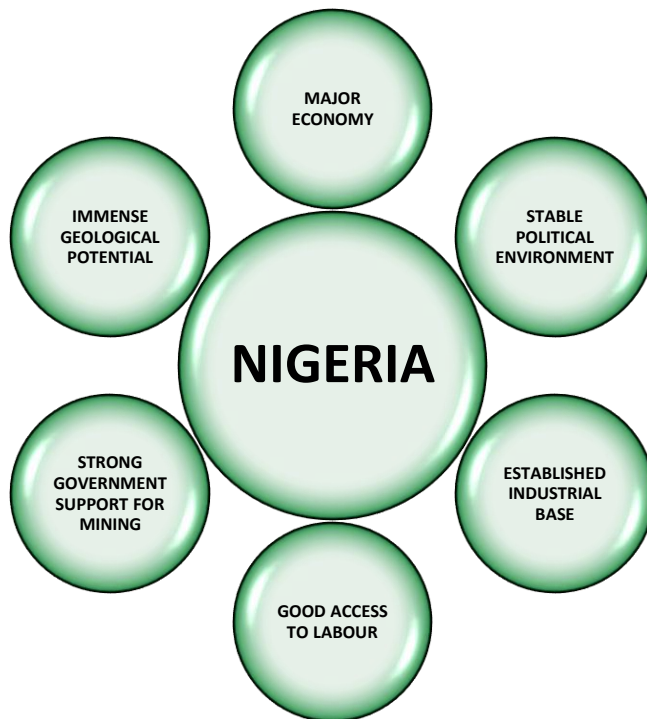 MAJOR
ECONOMY
IMMENSE
GEOLOGICAL
POTENTIAL
STABLE
POLITICAL
ENVIRONMENT
NIGERIA
STRONG
GOVERNMENT
SUPPORT FOR
MINING
ESTABLISHED
INDUSTRIAL
BASE
GOOD ACCESS
TO LABOUR